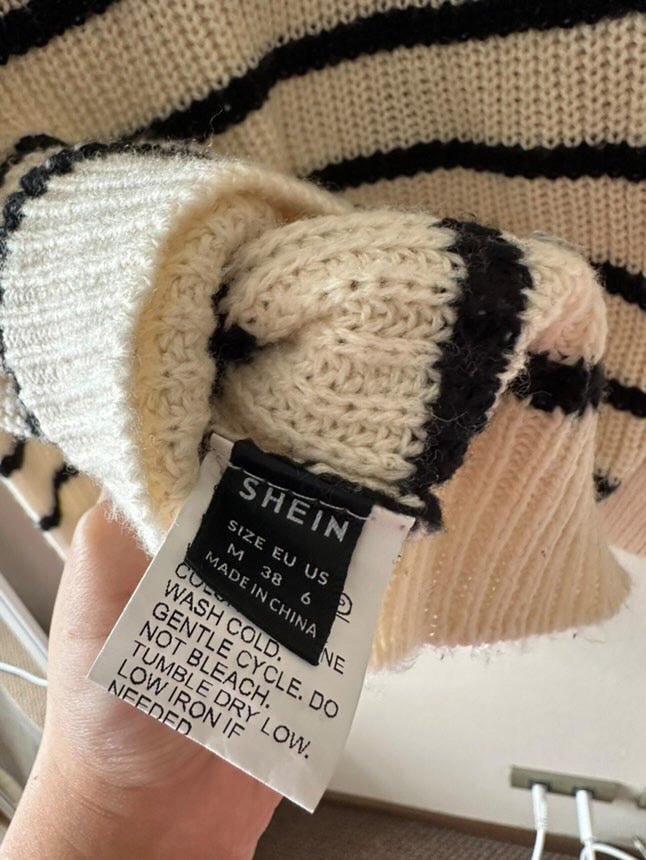 SHEIN
SIZE EU US
M 38 6
MADE IN CHINA
WASH COLD.
GENTLE CYCLE. DO
NOT BLEACH.
TUMBLE DRY LOW.
LOW IRON IF
NEEDED